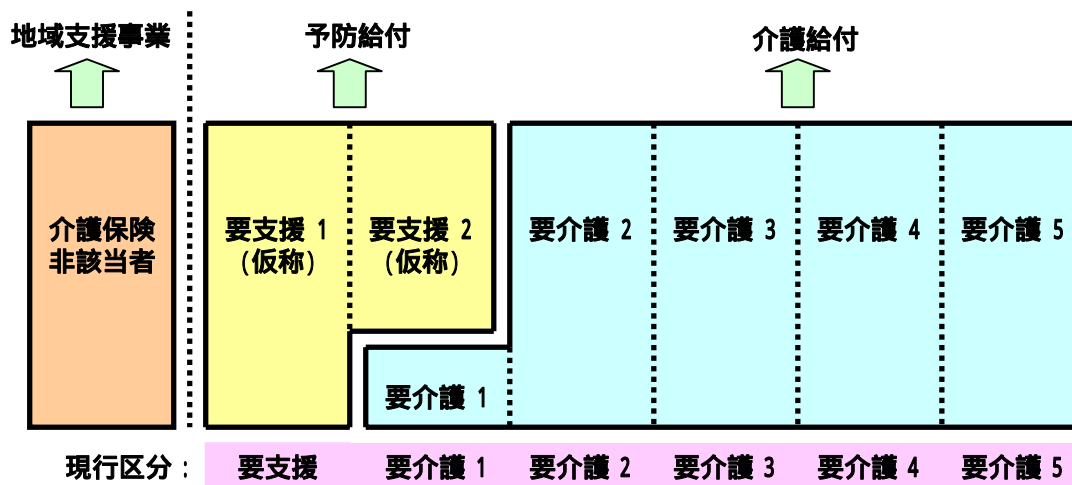 地域支援事業
予防給付
介護給付
介護保険
非該当者
要支援 1
(仮称)
要支援 2
(仮称)
要介護 2
要介護 3
要介護 4
要介護 5
要介護 1
現行区分： 要支援 要介護 1 要介護 2 要介護 3 要介護 4 要介護 5